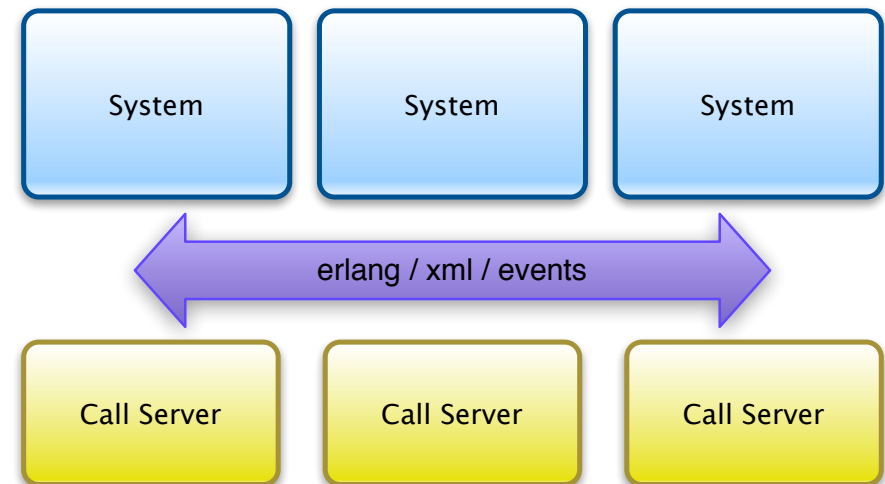 System
System
System
erlang / xml / events
Call Server
Call Server
Call Server